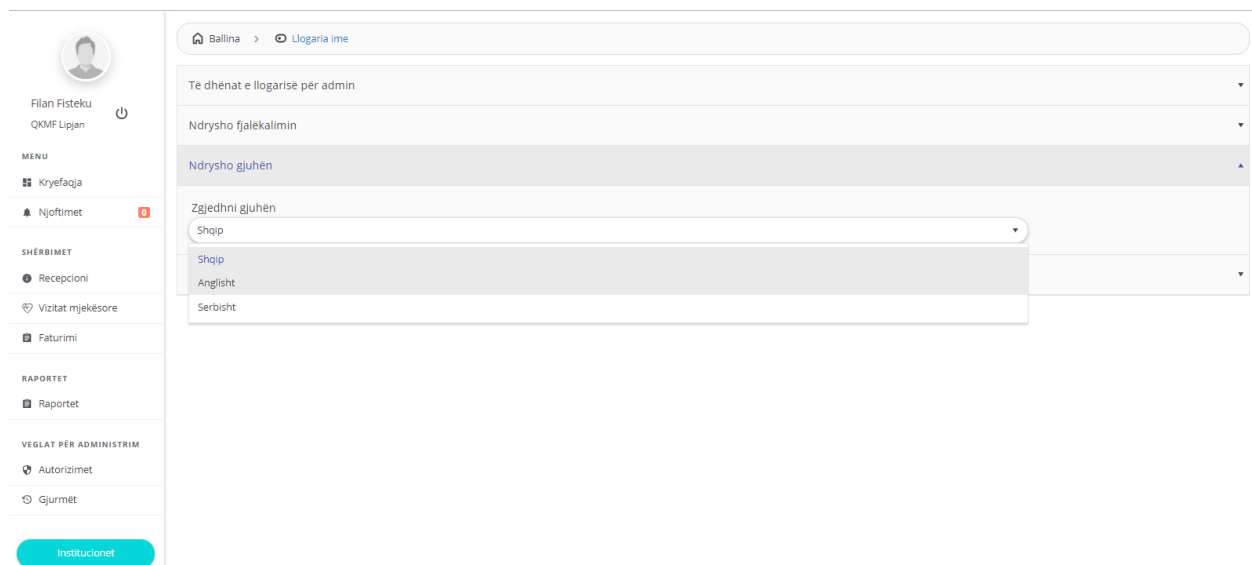 Filan Fisteku
QKMF Lipjan
MENU
Kryefaqja
Njoftimet 0
SHËRBIMET
Recepcioni
Vizitat mjekësore
Faturimi
RAPORTET
Raportet
VEGLAT PËR ADMINISTRIM
Autorizimet
Gjurmët
Institucionet
Ballina > Llogaria ime
Të dhënat e llogarisë për admin
Ndrysho fjalëkalimin
Ndrysho gjuhën
Zgjedhni gjuhën
Shqip
Shqip
Anglisht
Serbisht